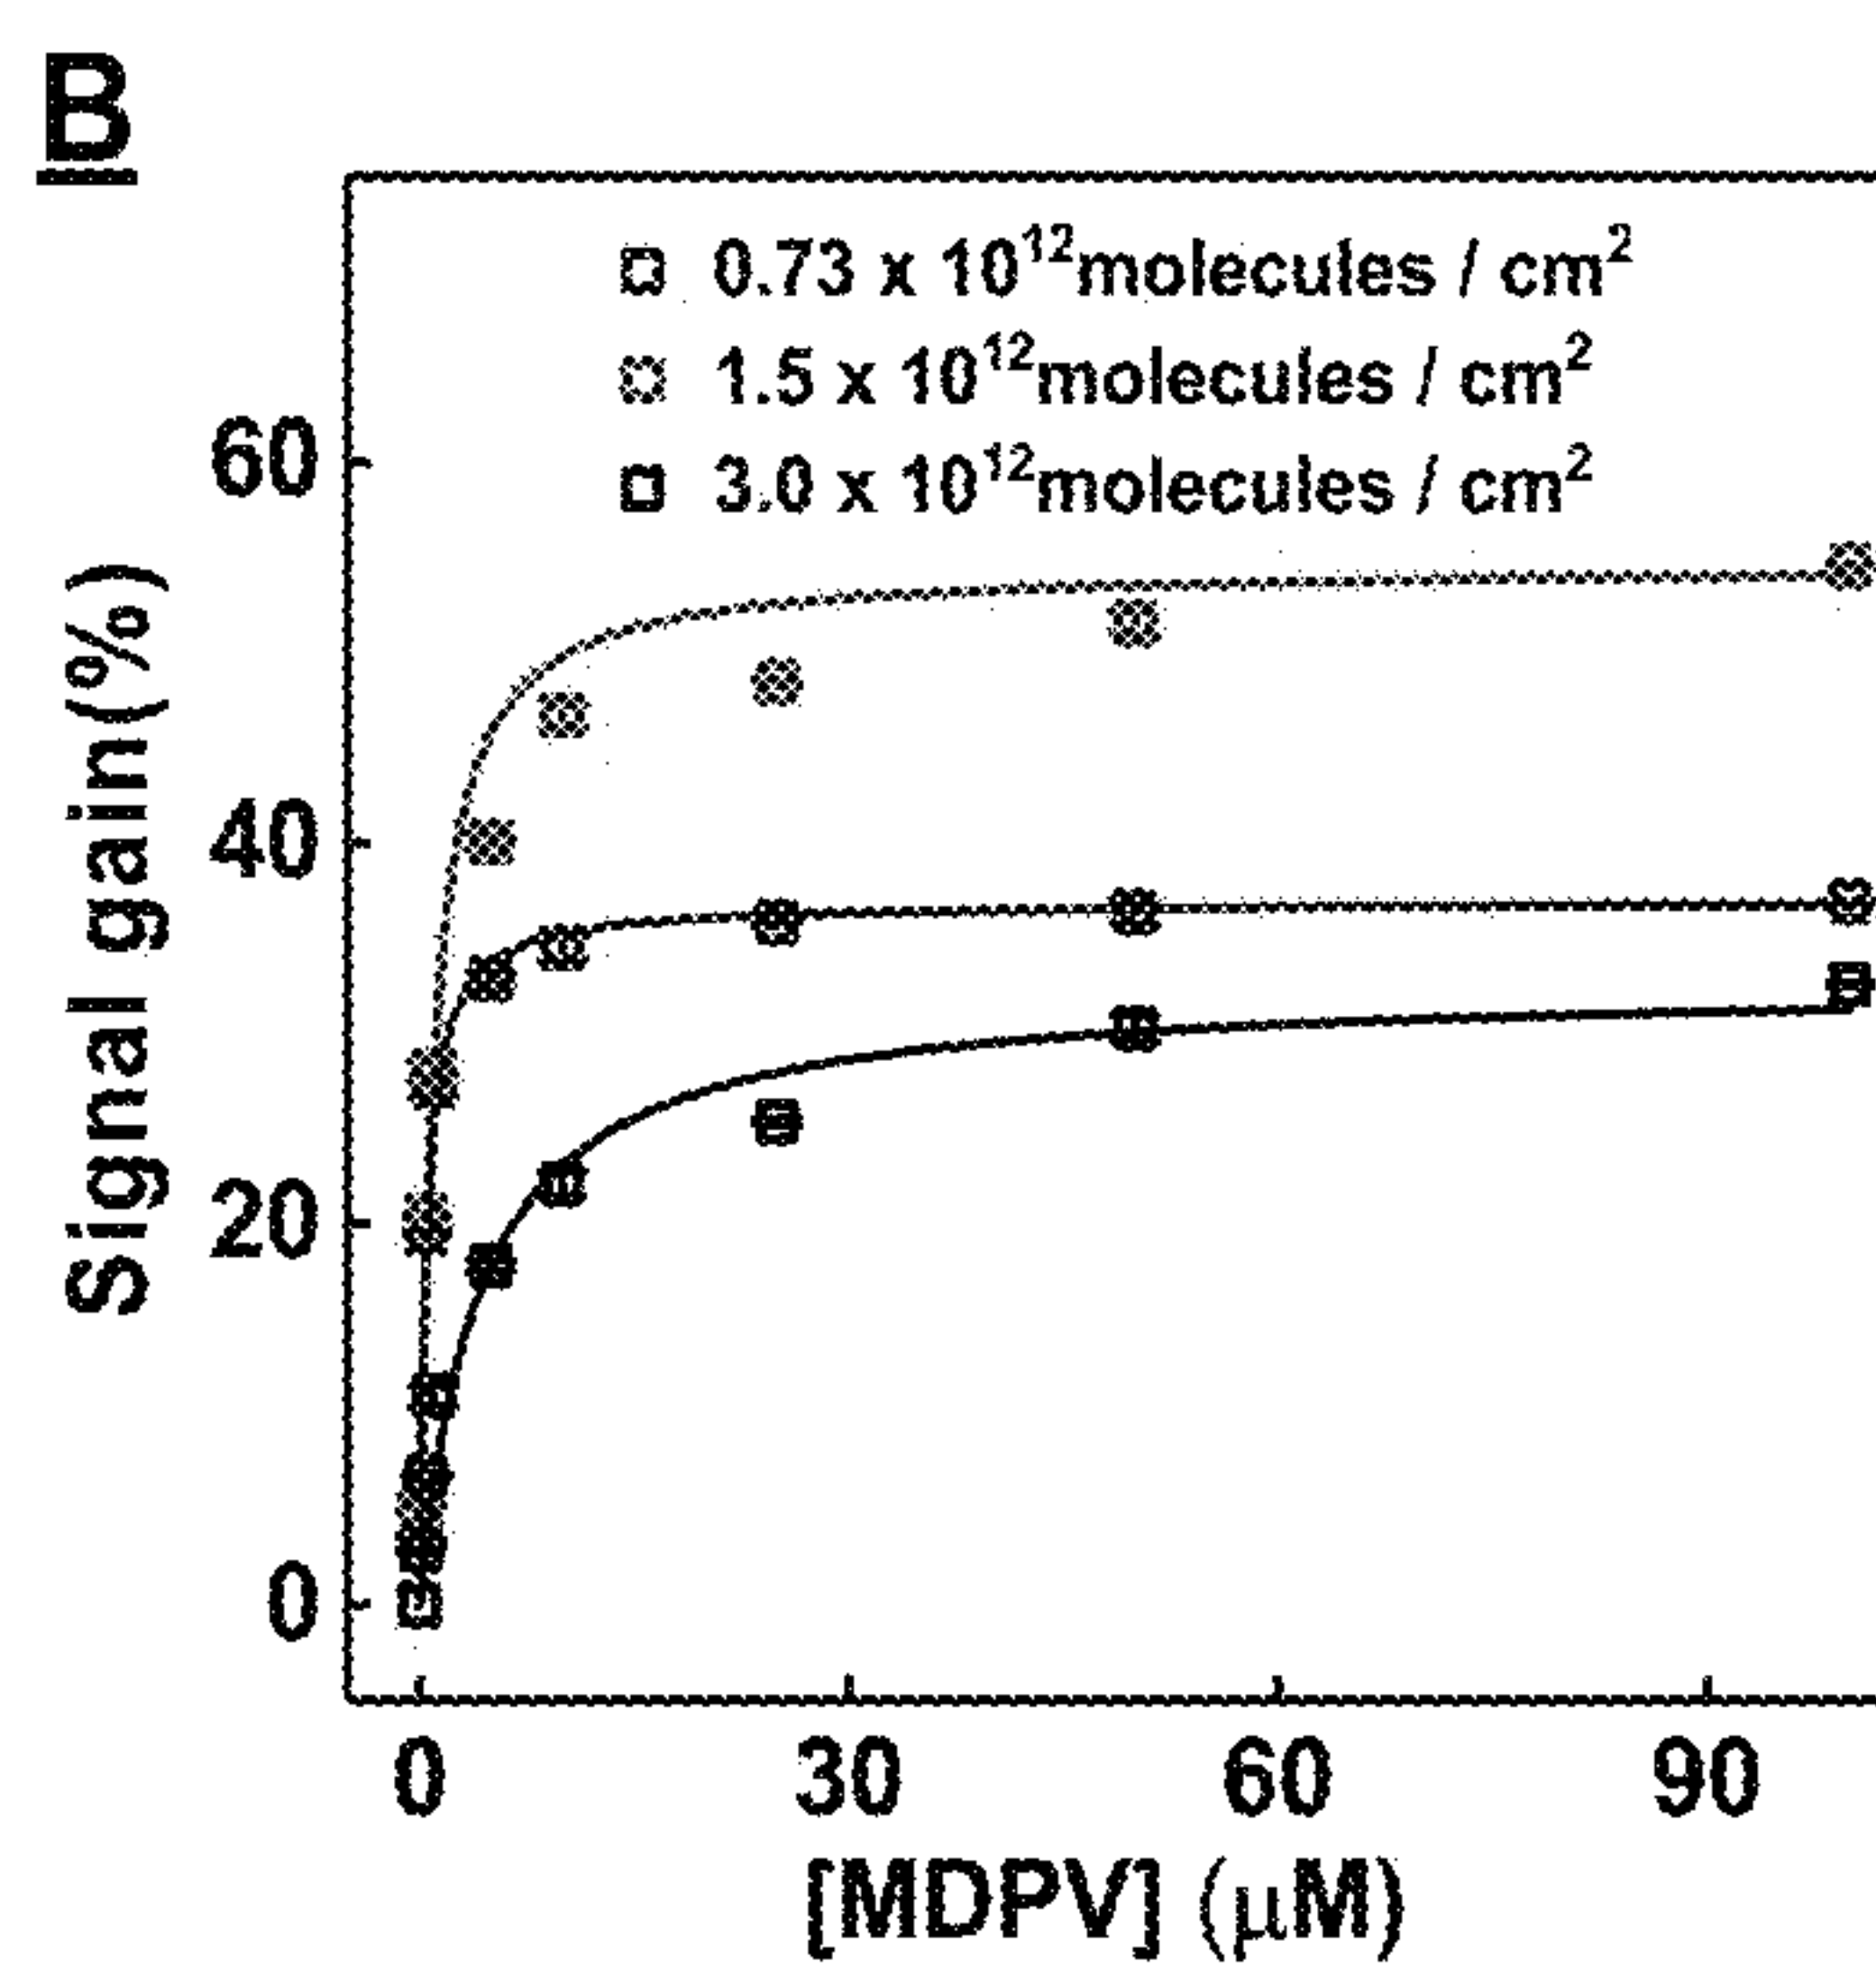 B
0.73 x 10¹²molecules / cm²
1.5 x 10¹²molecules / cm²
3.0 x 10¹²molecules / cm²
60
40
20
0
Signal gain(%)
0 30 60 90
[MDPV] (μM)